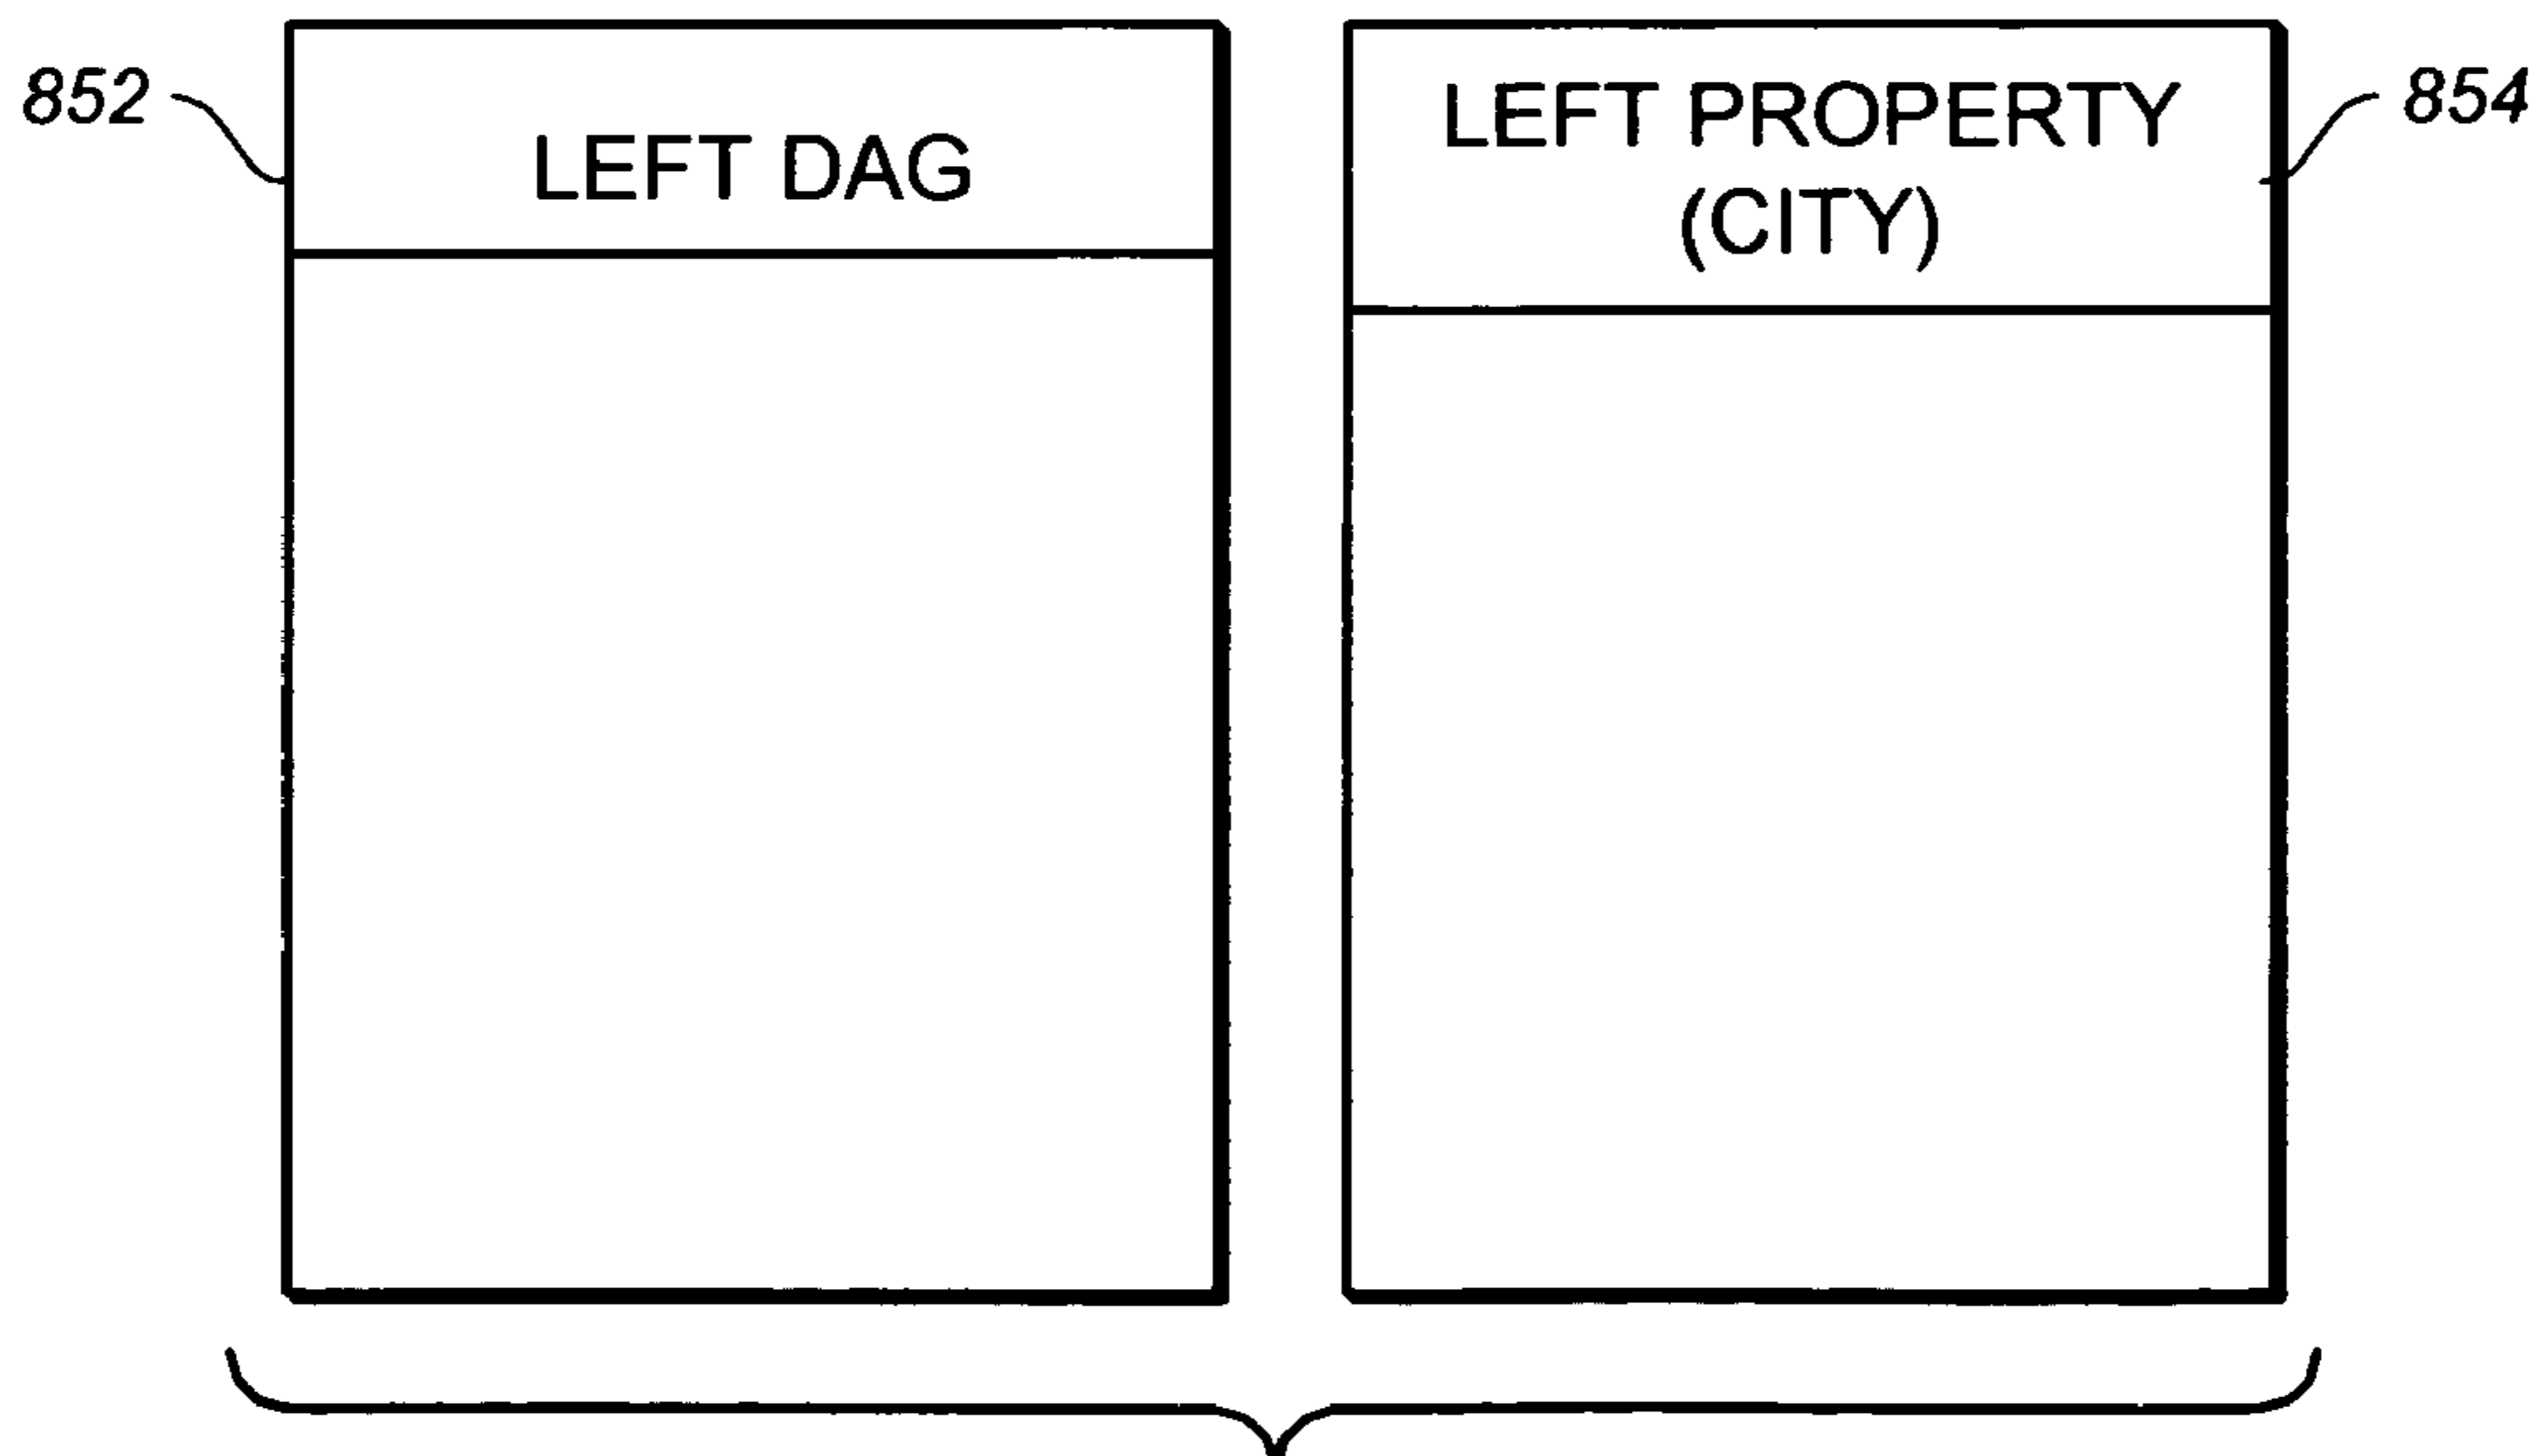 852
LEFT DAG
LEFT PROPERTY
(CITY)
854